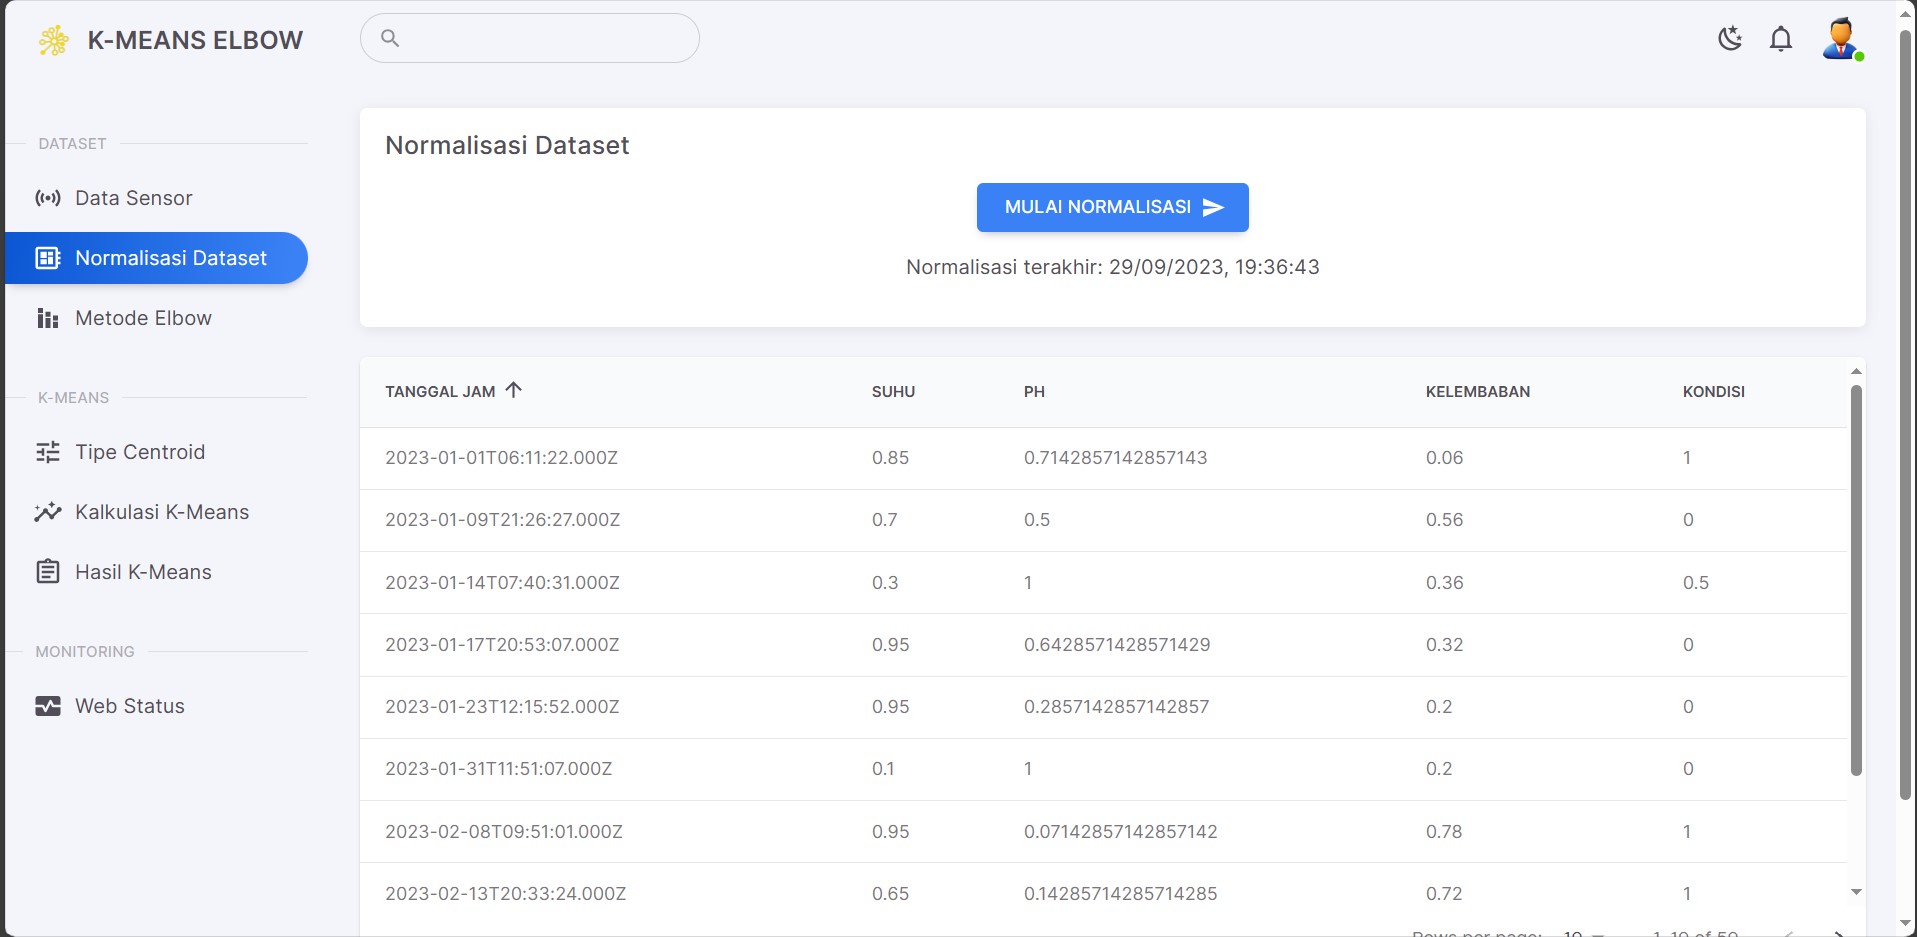 K-MEANS ELBOW
DATASET
Data Sensor
Normalisasi Dataset
Metode Elbow
K-MEANS
Tipe Centroid
Kalkulasi K-Means
Hasil K-Means
MONITORING
Web Status
Normalisasi Dataset
MULAI NORMALISASI
Normalisasi terakhir: 29/09/2023, 19:36:43
TANGGAL JAM SUHU PH KELEMBABAN KONDISI
2023-01-01T06:11:22.000Z 0.85 0.7142857142857143 0.06 1
2023-01-09T21:26:27.000Z 0.7 0.5 0.56 0
2023-01-14T07:40:31.000Z 0.3 1 0.36 0.5
2023-01-17T20:53:07.000Z 0.95 0.6428571428571429 0.32 0
2023-01-23T12:15:52.000Z 0.95 0.2857142857142857 0.2 0
2023-01-31T11:51:07.000Z 0.1 1 0.2 0
2023-02-08T09:51:01.000Z 0.95 0.07142857142857142 0.78 1
2023-02-13T20:33:24.000Z 0.65 0.14285714285714285 0.72 1
Rows per page: 10